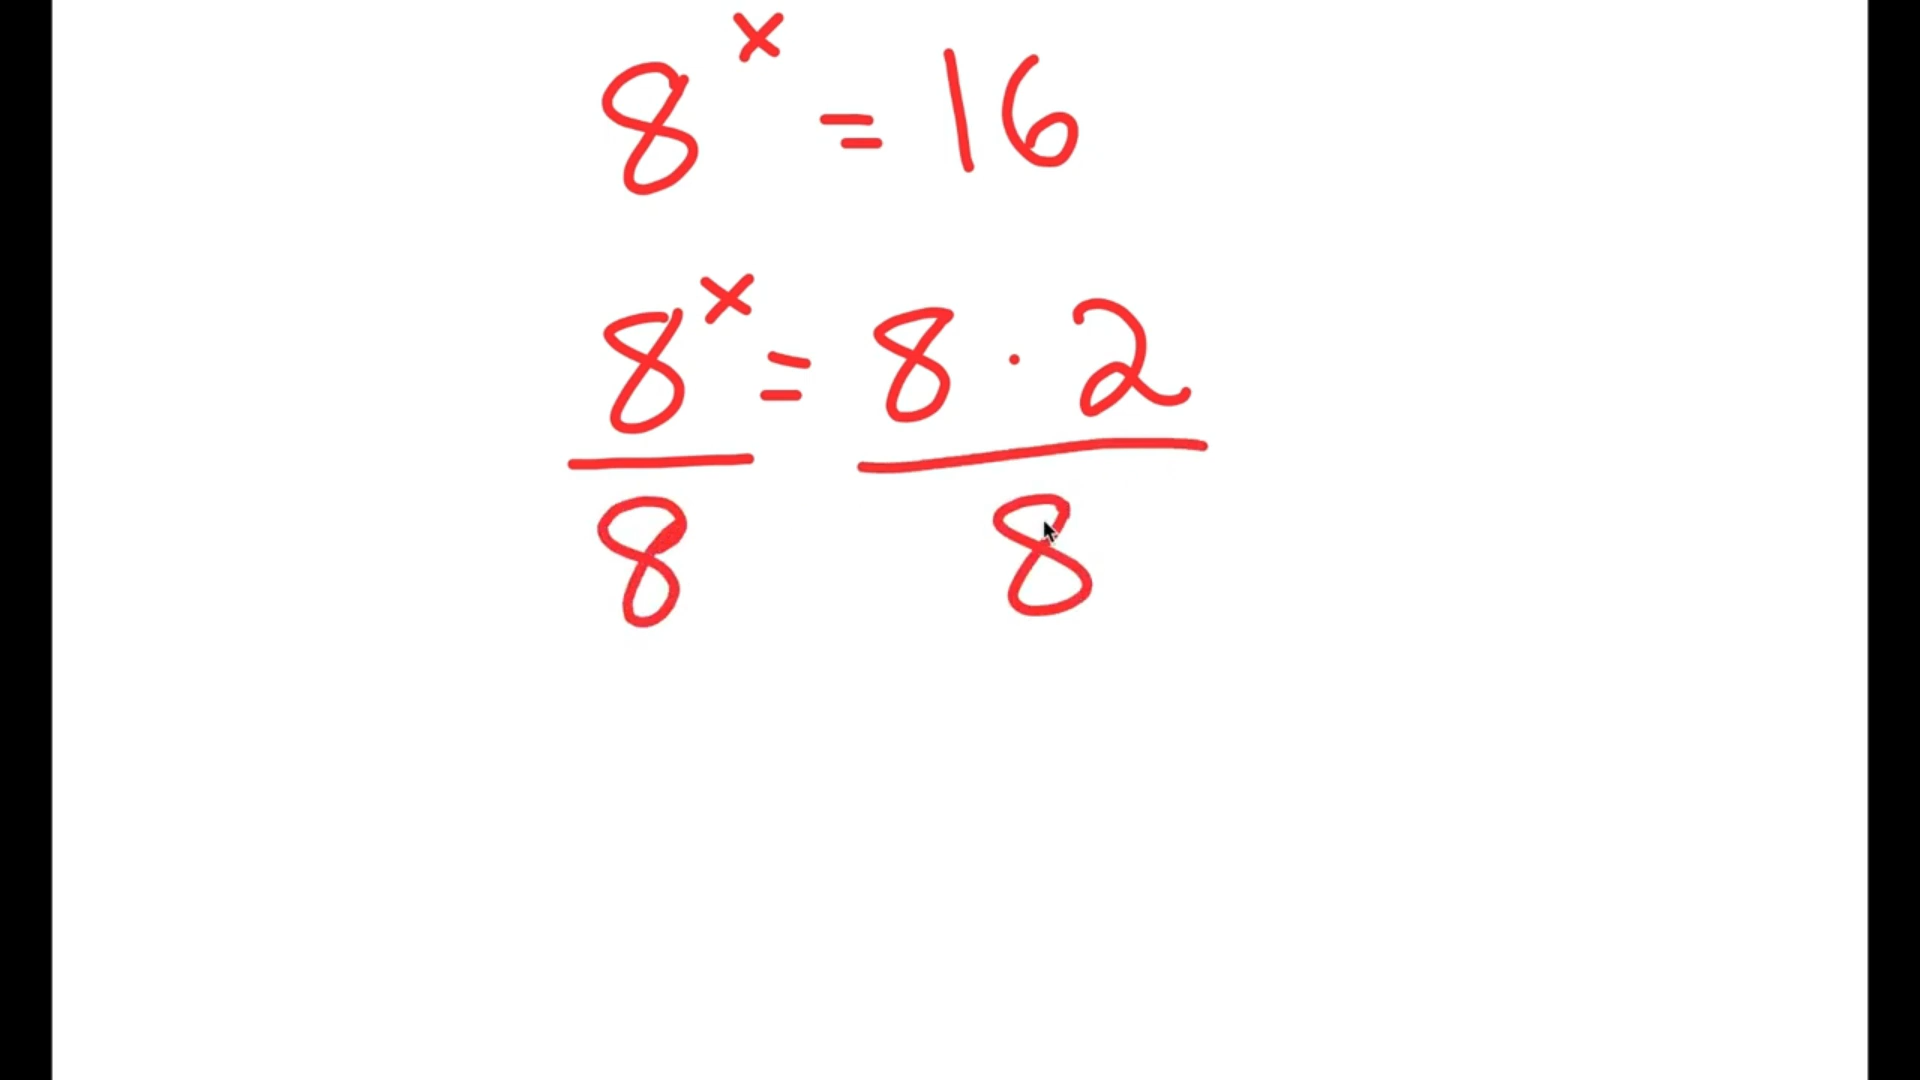 8^x = 16
8^x = 8 · 2
8 8